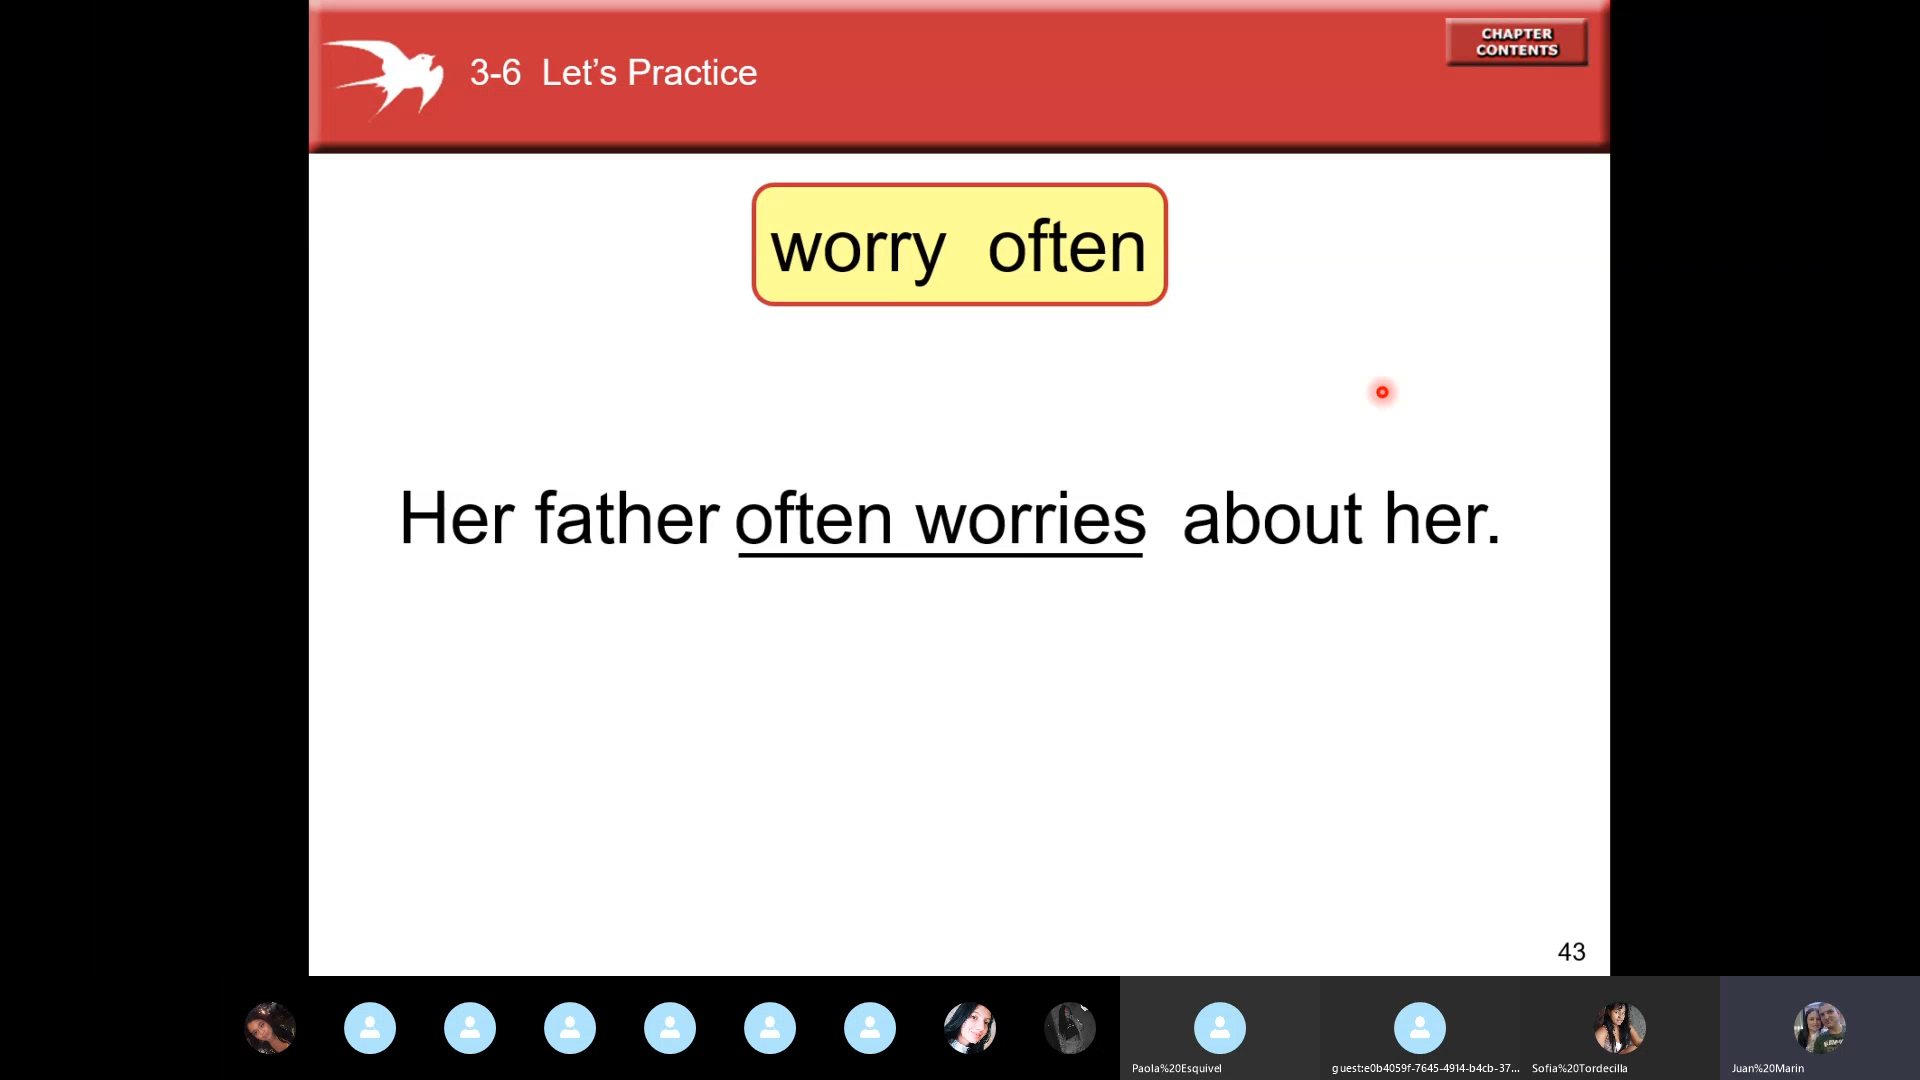 CHAPTER
CONTENTS
3-6 Let’s Practice
worry often
Her father often worries about her.
43
Paola%20Esquivel
guest:e0b4059f-7645-4914-b4cb-37...
Sofia%20Tordecilla
Juan%20Marin